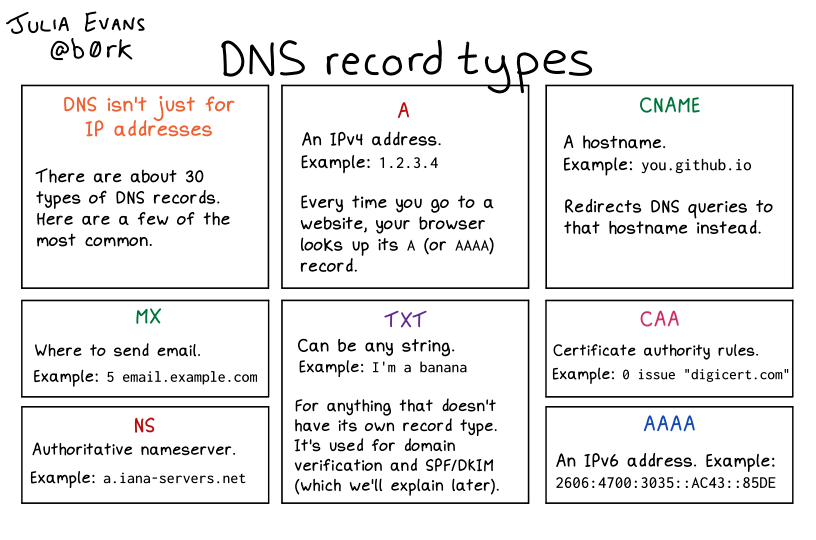 JULIA EVANS
@b0rk
DNS record types
DNS isn't just for
IP addresses
There are about 30
types of DNS records.
Here are a few of the
most common.
A
An IPv4 address.
Example: 1.2.3.4
Every time you go to a
website, your browser
looks up its A (or AAAA)
record.
CNAME
A hostname.
Example: you.github.io
Redirects DNS queries to
that hostname instead.
MX
Where to send email.
Example: 5 email.example.com
NS
Authoritative nameserver.
Example: a.iana-servers.net
TXT
Can be any string.
Example: I'm a banana
For anything that doesn't
have its own record type.
It's used for domain
verification and SPF/DKIM
(which we'll explain later).
CAA
Certificate authority rules.
Example: 0 issue "digicert.com"
AAAA
An IPv6 address. Example:
2606:4700:3035::AC43::85DE